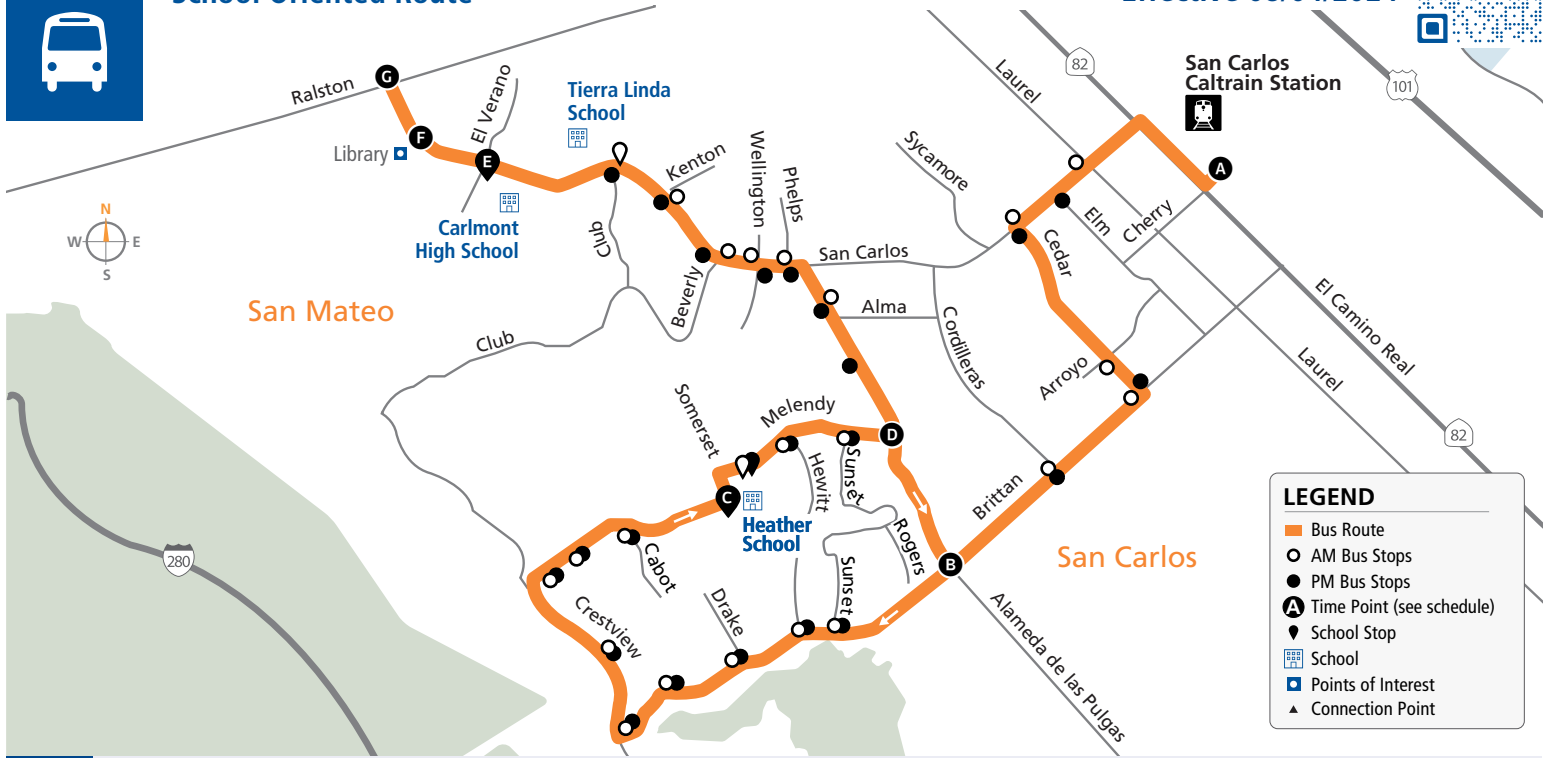 School Oriented Route
Ralston
G
F
Library
El Verano
E
Tierra Linda
School
Carlmont
High School
Kenton
Wellington
Phelps
Club
Beverly
San Carlos
Alma
Sycamore
Laurel
82
San Carlos
Caltrain Station
101
A
Elm
Cherry
Cedar
Cordilleras
Arroyo
El Camino Real
Laurel
82
N
W
E
S
San Mateo
Club
Somerset
Melendy
D
Hewitt
Sunset
C
Heather
School
Rogers
Brittan
B
San Carlos
Cabot
Sunset
Drake
Crestview
280
Alameda de las Pulgas
LEGEND
Bus Route
AM Bus Stops
PM Bus Stops
A Time Point (see schedule)
School Stop
School
Points of Interest
Connection Point